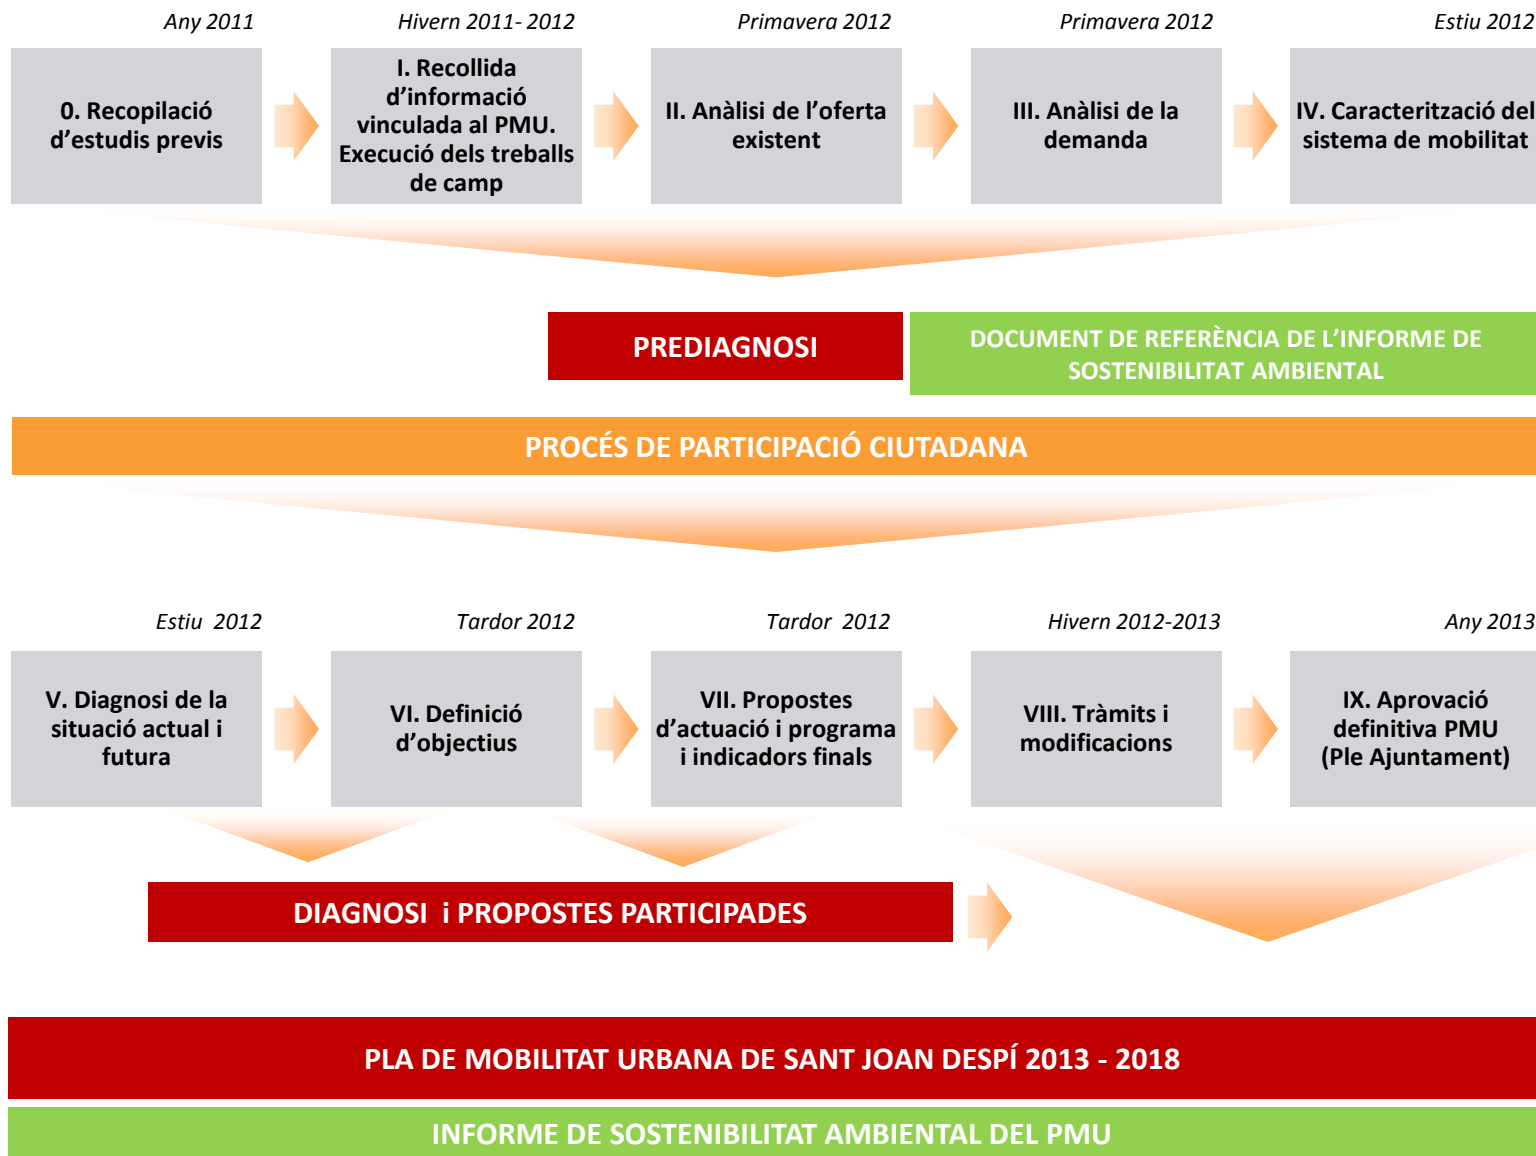 Any 2011
Hivern 2011- 2012
Primavera 2012
Primavera 2012
Estiu 2012
0. Recopilació
d’estudis previs
I. Recollida
d’informació
vinculada al PMU.
Execució dels treballs
de camp
II. Anàlisi de l’oferta
existent
III. Anàlisi de la
demanda
IV. Caracterització del
sistema de mobilitat
PREDIAGNOSI
DOCUMENT DE REFERÈNCIA DE L’INFORME DE
SOSTENIBILITAT AMBIENTAL
PROCÉS DE PARTICIPACIÓ CIUTADANA
Estiu 2012
Tardor 2012
Tardor 2012
Hivern 2012-2013
Any 2013
V. Diagnosi de la
situació actual i
futura
VI. Definició
d’objectius
VII. Propostes
d’actuació i programa
i indicadors finals
VIII. Tràmits i
modificacions
IX. Aprovació
definitiva PMU
(Ple Ajuntament)
DIAGNOSI i PROPOSTES PARTICIPADES
PLA DE MOBILITAT URBANA DE SANT JOAN DESPÍ 2013 - 2018
INFORME DE SOSTENIBILITAT AMBIENTAL DEL PMU